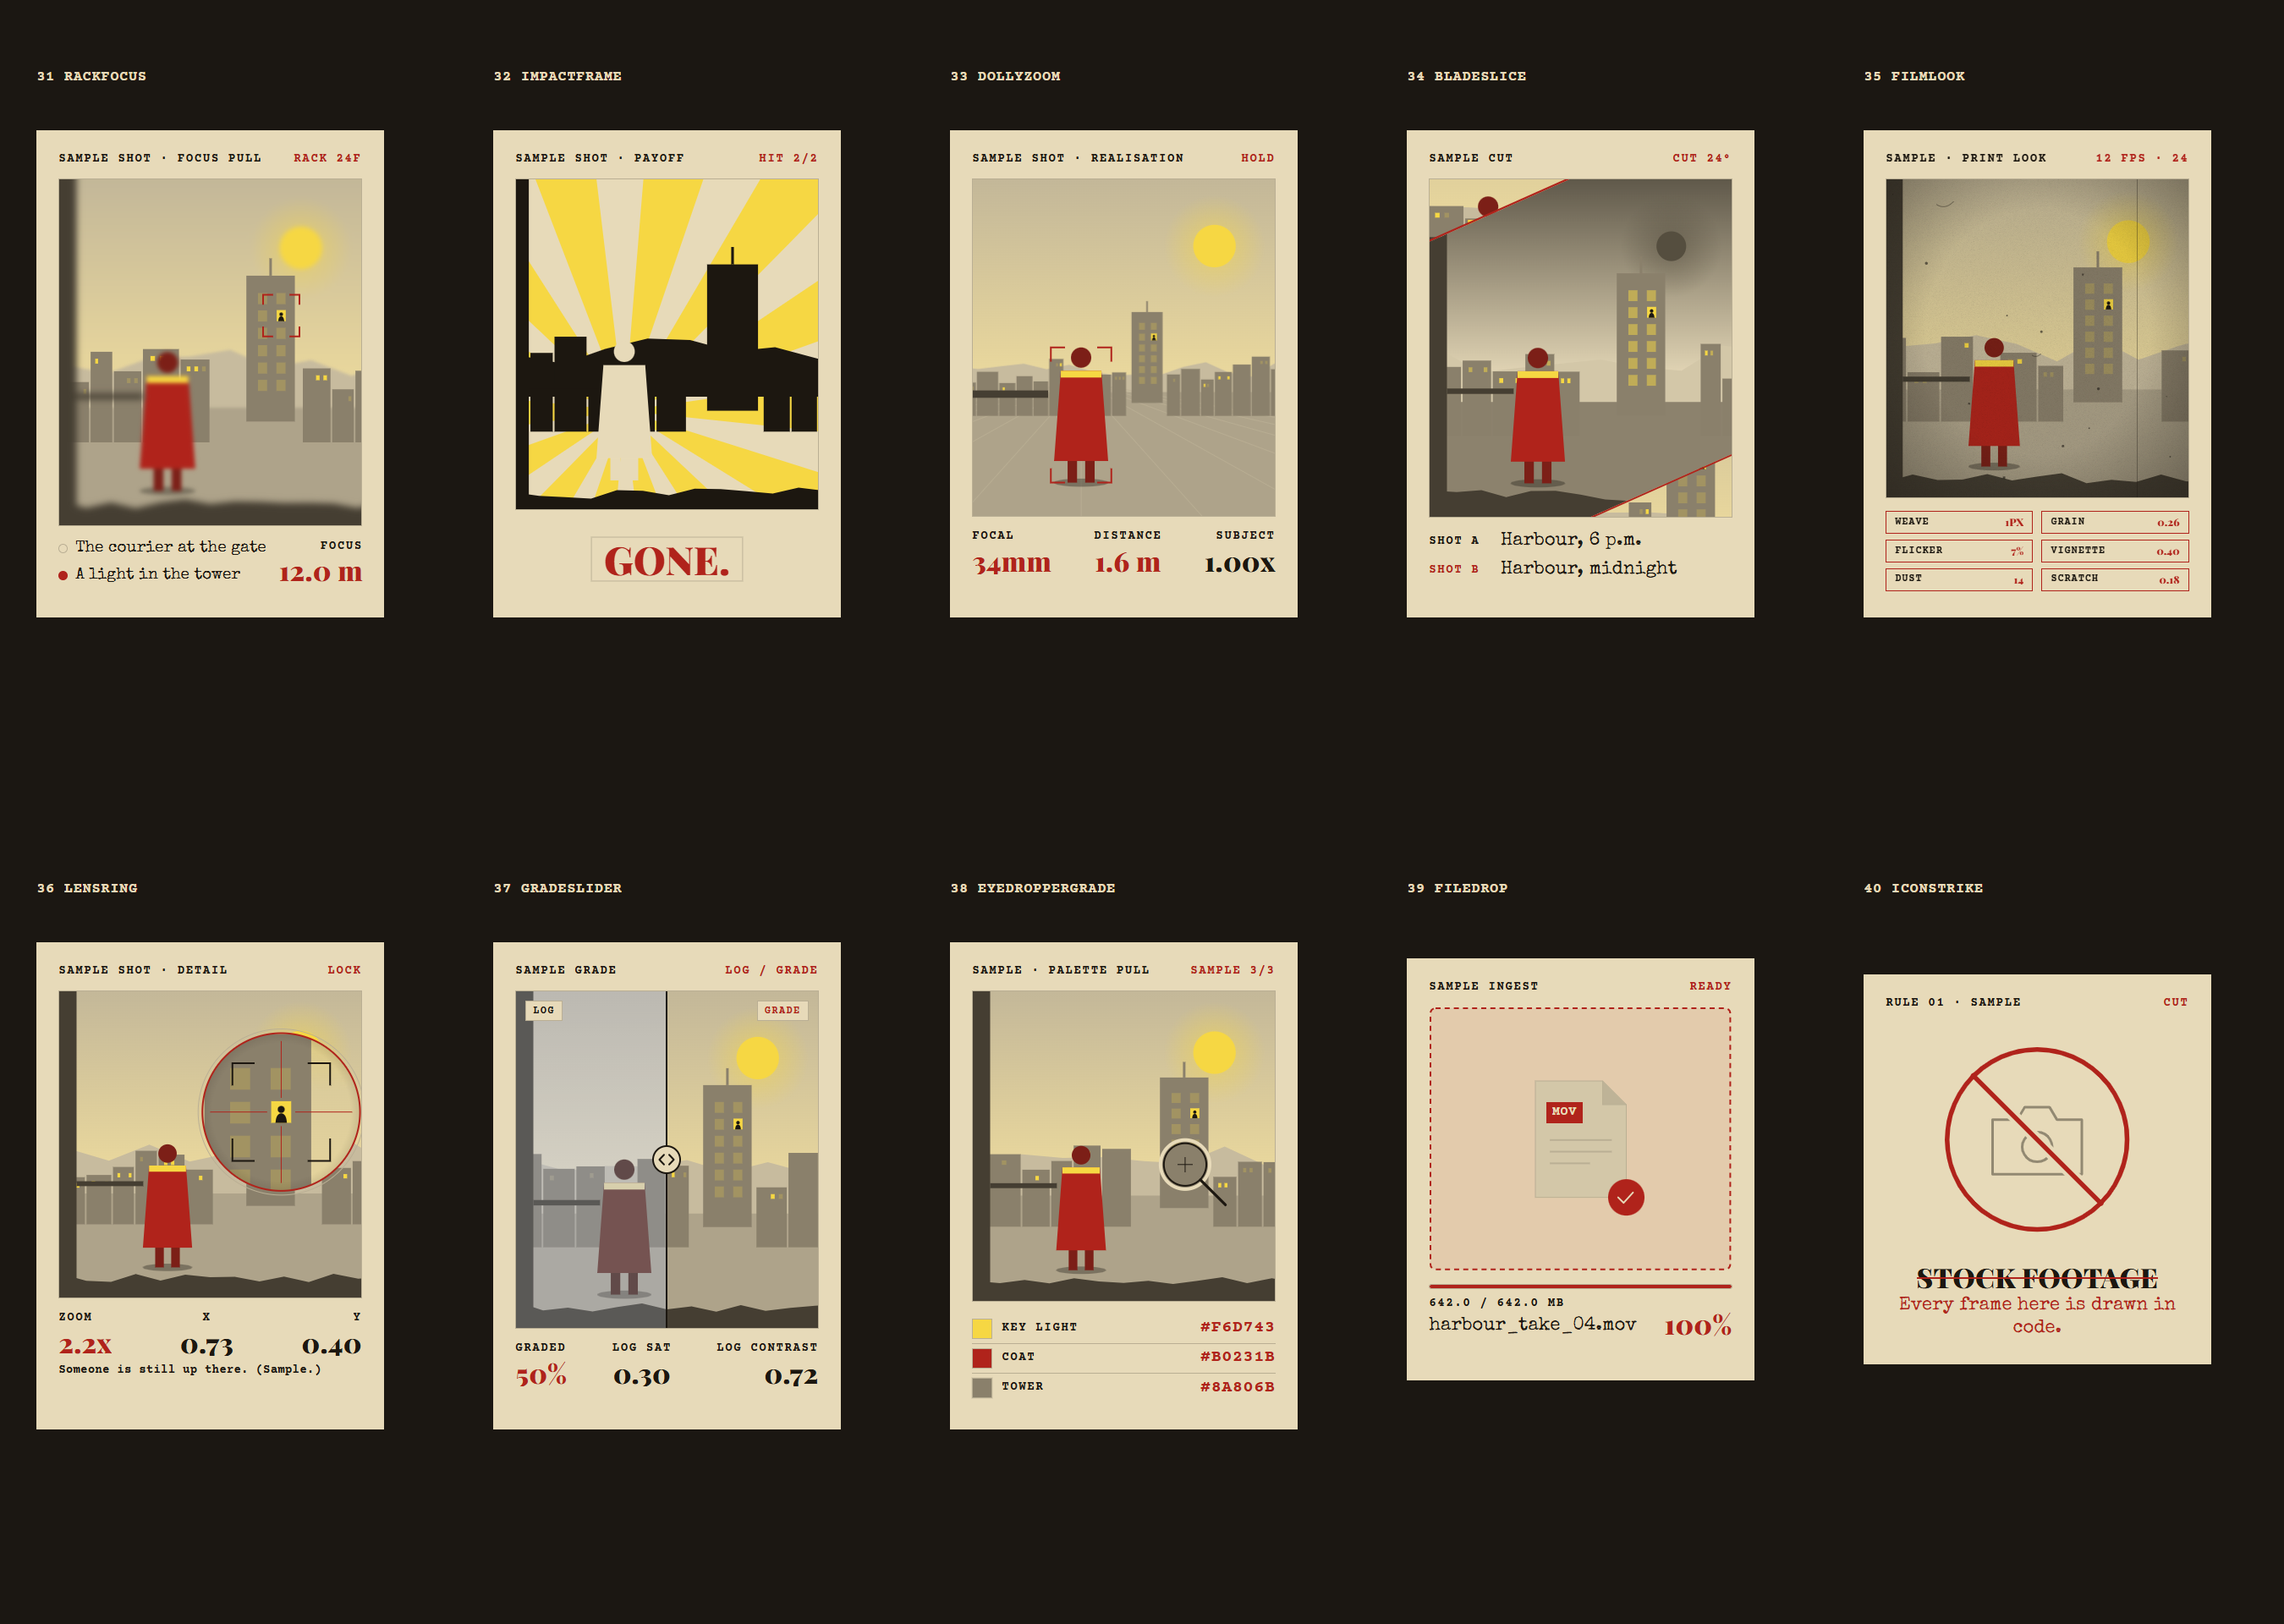 31 RACKFOCUS
32 IMPACTFRAME
33 DOLLYZOOM
34 BLADESLICE
35 FILMLOOK
SAMPLE SHOT · FOCUS PULL RACK 24F
The courier at the gate
A light in the tower
FOCUS
12.0 m
SAMPLE SHOT · PAYOFF HIT 2/2
GONE.
SAMPLE SHOT · REALISATION HOLD
FOCAL DISTANCE SUBJECT
34mm 1.6 m 1.00x
SAMPLE CUT CUT 24°
SHOT A Harbour, 6 p.m.
SHOT B Harbour, midnight
SAMPLE · PRINT LOOK 12 FPS · 24
WEAVE 1PX GRAIN 0.26
FLICKER 7% VIGNETTE 0.40
DUST 14 SCRATCH 0.18
36 LENSRING
37 GRADESLIDER
38 EYEDROPPERGRADE
39 FILEDROP
40 ICONSTRIKE
SAMPLE SHOT · DETAIL LOCK
ZOOM X Y
2.2x 0.73 0.40
Someone is still up there. (Sample.)
SAMPLE GRADE LOG / GRADE
LOG GRADE
GRADED LOG SAT LOG CONTRAST
50% 0.30 0.72
SAMPLE · PALETTE PULL SAMPLE 3/3
KEY LIGHT #F6D743
COAT #B0231B
TOWER #8A806B
SAMPLE INGEST READY
MOV
642.0 / 642.0 MB
harbour_take_04.mov 100%
RULE 01 · SAMPLE CUT
STOCK FOOTAGE
Every frame here is drawn in
code.